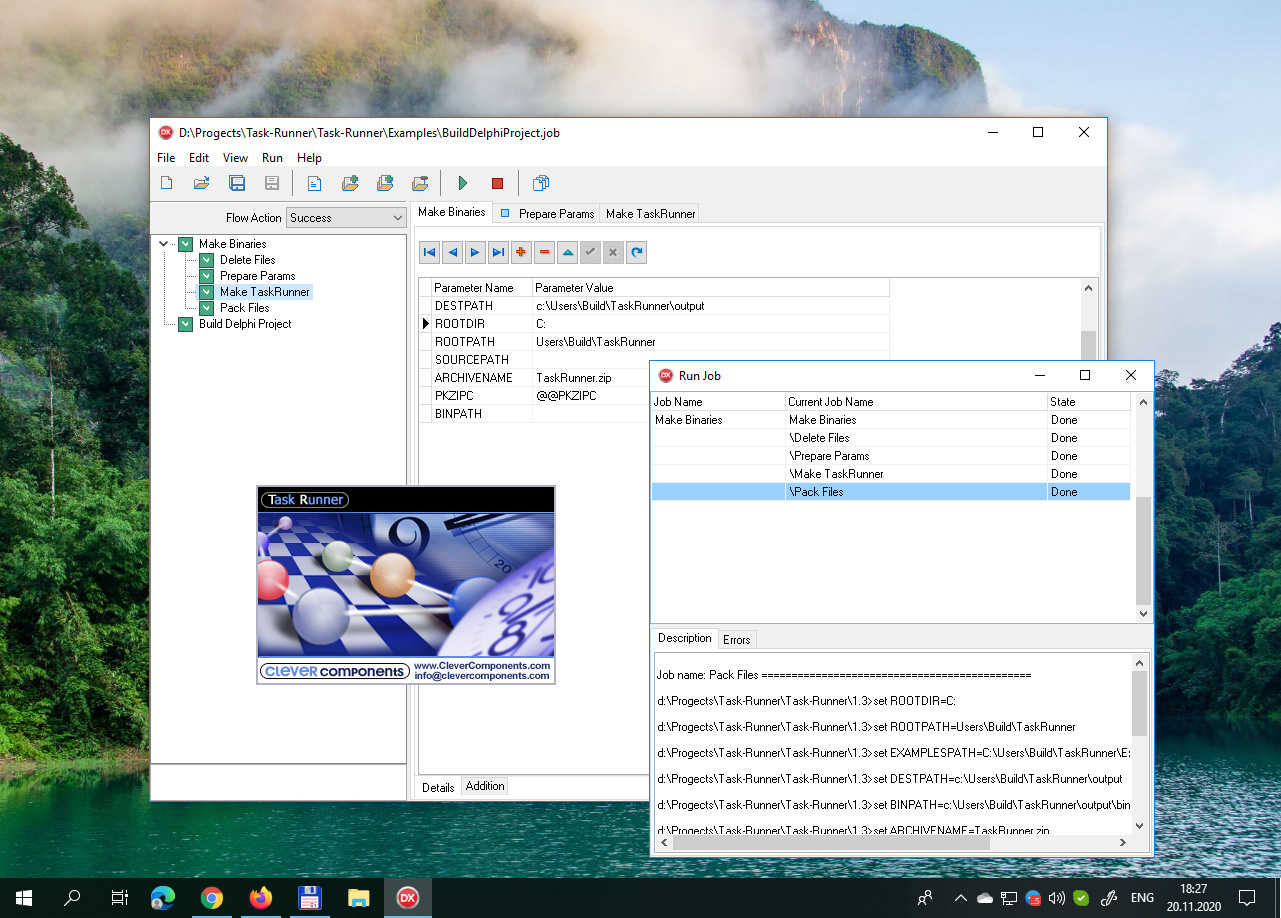 D:\Progects\Task-Runner\Task-Runner\Examples\BuildDelphiProject.job
File Edit View Run Help
Flow Action Success
Make Binaries
Delete Files
Prepare Params
Make TaskRunner
Pack Files
Build Delphi Project
Make Binaries Prepare Params Make TaskRunner
Parameter Name Parameter Value
DESTPATH c:\Users\Build\TaskRunner\output
ROOTDIR C:
ROOTPATH Users\Build\TaskRunner
SOURCEPATH
ARCHIVENAME TaskRunner.zip
PKZIPC @@PKZIPC
BINPATH
Details Addition
Task Runner
9
20
10
9
8
CLEVER components
www.CleverComponents.com
info@clevercomponents.com
DX Run Job
Job Name Current Job Name State
Make Binaries Make Binaries Done
\Delete Files Done
\Prepare Params Done
\Make TaskRunner Done
\Pack Files Done
Description Errors
Job name: Pack Files =============================================
d:\Progects\Task-Runner\Task-Runner\1.3>set ROOTDIR=C:
d:\Progects\Task-Runner\Task-Runner\1.3>set ROOTPATH=Users\Build\TaskRunner
d:\Progects\Task-Runner\Task-Runner\1.3>set EXAMPLESPATH=C:\Users\Build\TaskRunner\E
d:\Progects\Task-Runner\Task-Runner\1.3>set DESTPATH=c:\Users\Build\TaskRunner\output
d:\Progects\Task-Runner\Task-Runner\1.3>set BINPATH=c:\Users\Build\TaskRunner\output\bin
d:\Progects\Task-Runner\Task-Runner\1.3>set ARCHIVENAME=TaskRunner.zip
DX
ENG
18:27
20.11.2020